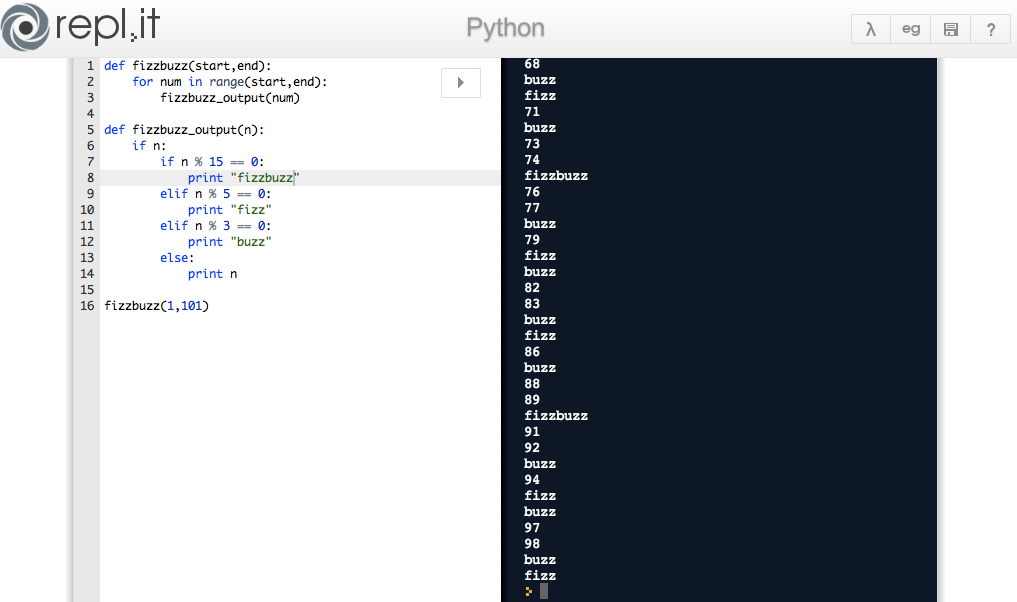 repl.it
Python
λ
eg
?
1 def fizzbuzz(start,end):
2     for num in range(start,end):
3         fizzbuzz_output(num)
4
5 def fizzbuzz_output(n):
6     if n:
7         if n % 15 == 0:
8             print "fizzbuzz"
9         elif n % 5 == 0:
10             print "fizz"
11         elif n % 3 == 0:
12             print "buzz"
13         else:
14             print n
15
16 fizzbuzz(1,101)
68
buzz
fizz
71
buzz
73
74
fizzbuzz
76
77
buzz
79
fizz
buzz
82
83
buzz
fizz
86
buzz
88
89
fizzbuzz
91
92
buzz
94
fizz
buzz
97
98
buzz
fizz